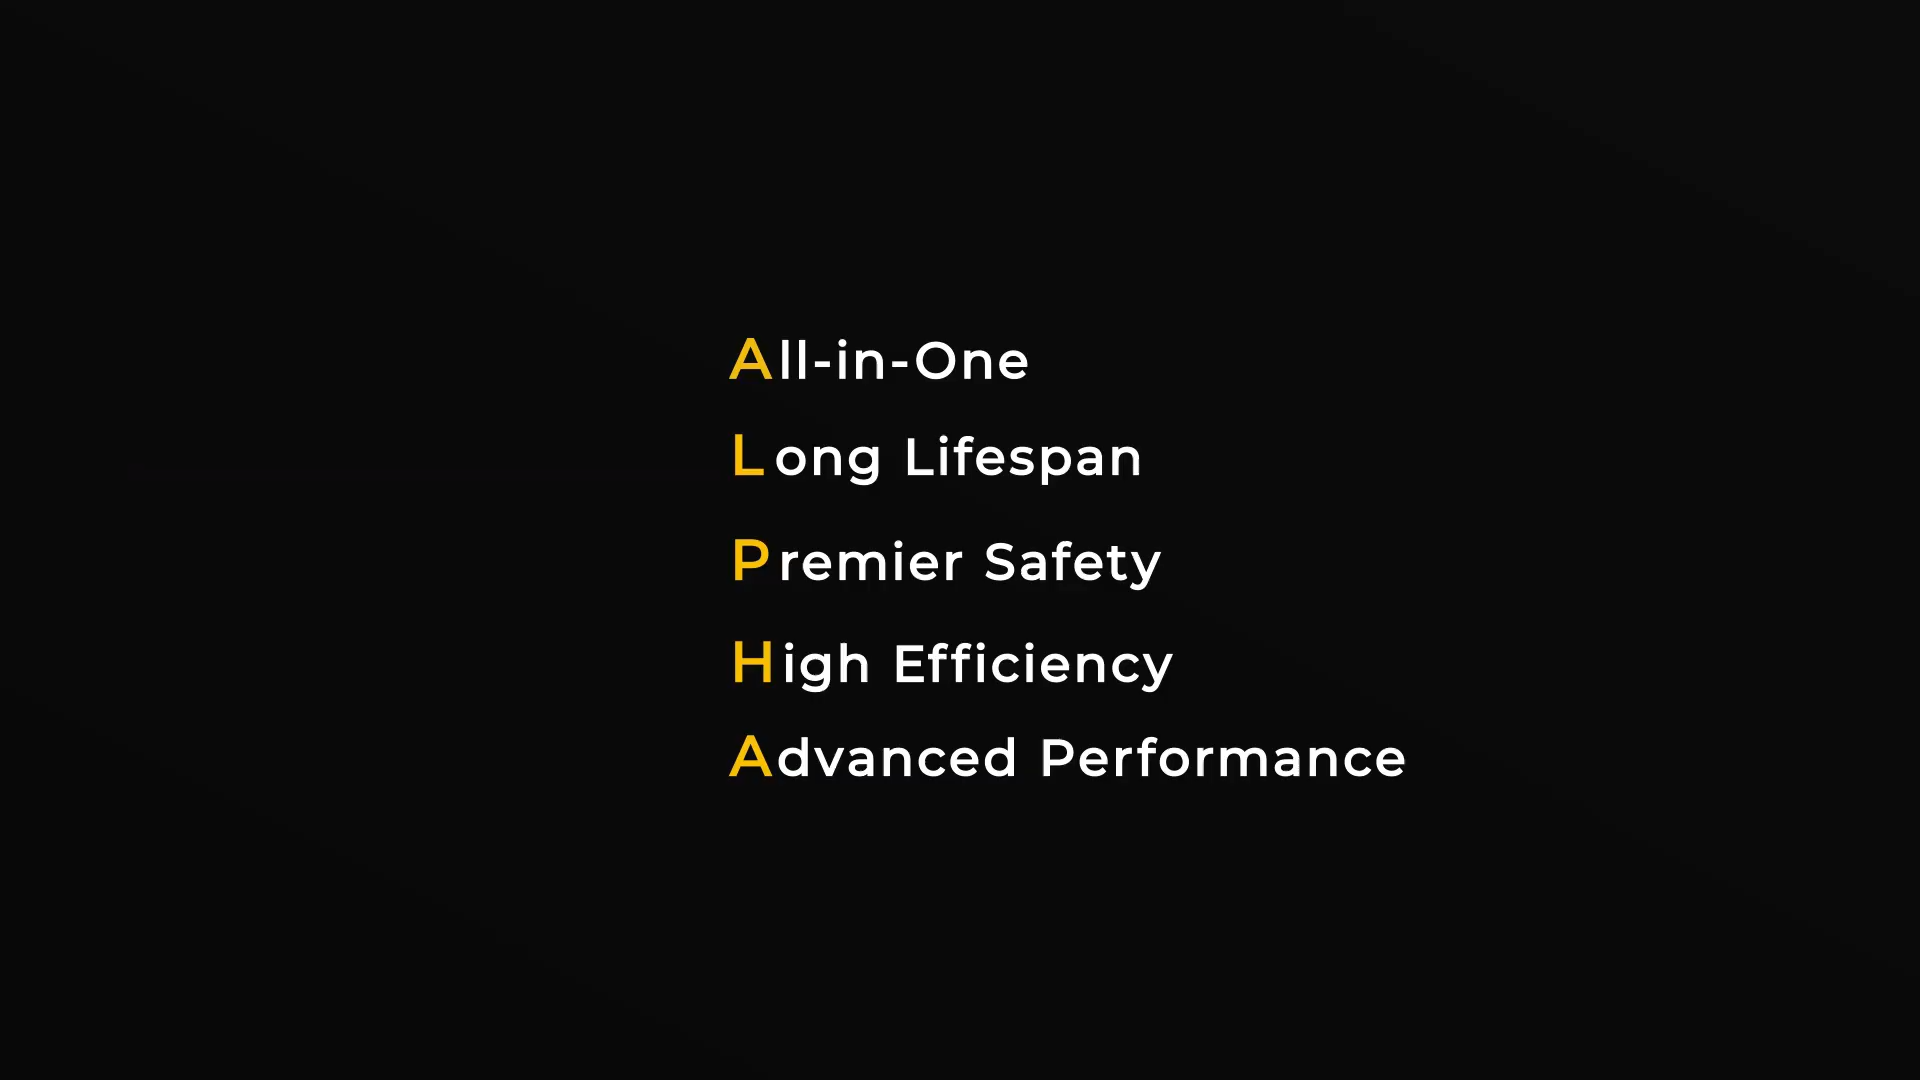 All-in-One
Long Lifespan
Premier Safety
High Efficiency
Advanced Performance